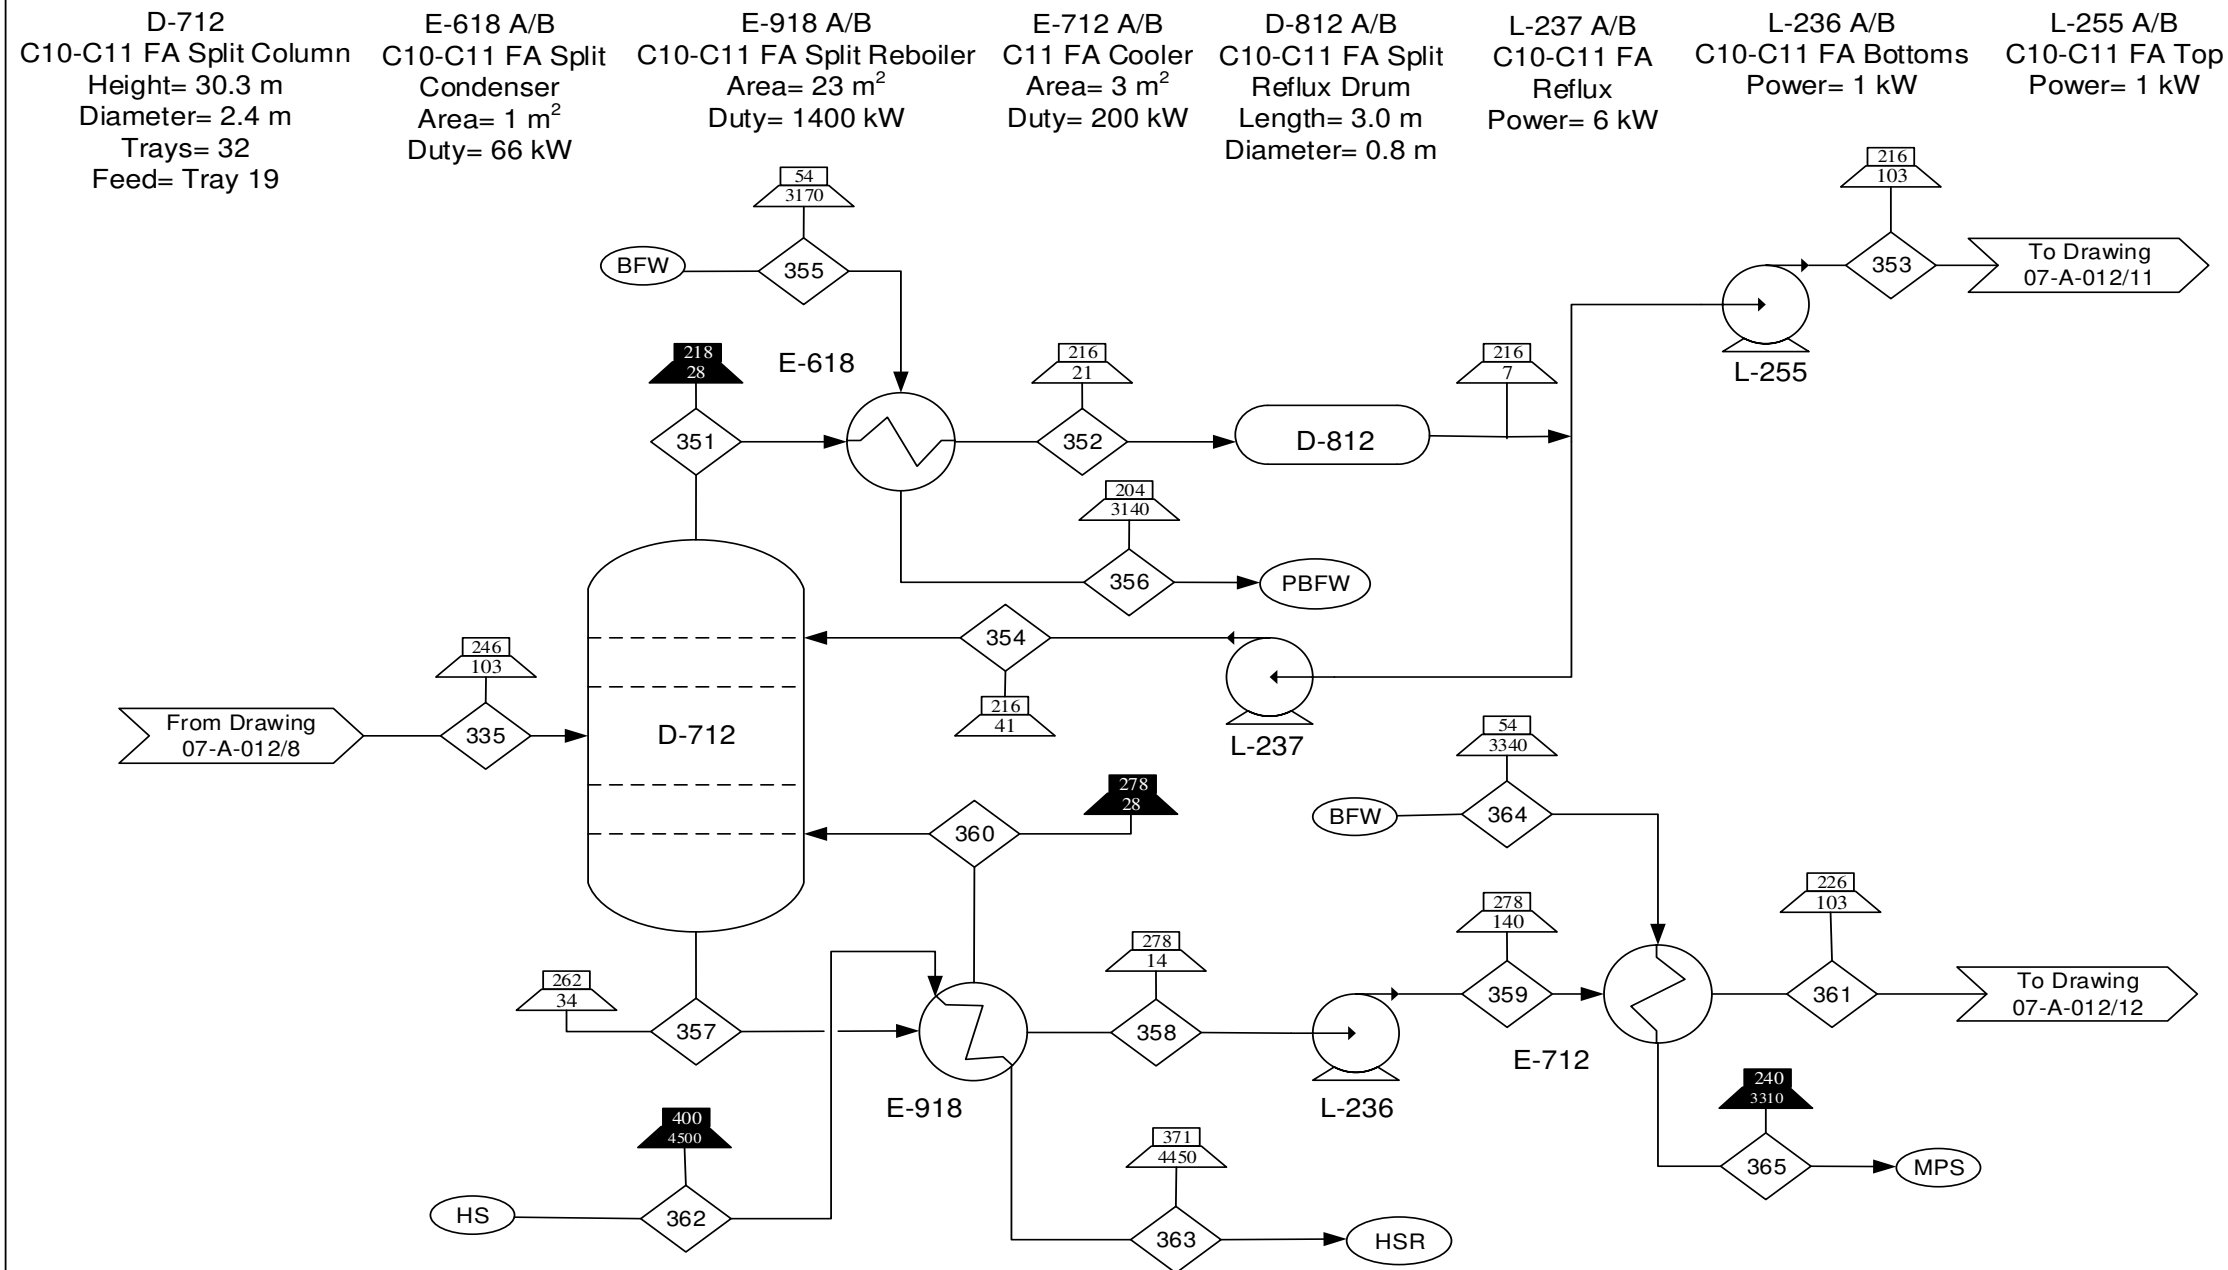 D-712
C10-C11 FA Split Column
Height= 30.3 m
Diameter= 2.4 m
Trays= 32
Feed= Tray 19
E-618 A/B
C10-C11 FA Split
Condenser
Area= 1 m²
Duty= 66 kW
E-918 A/B
C10-C11 FA Split Reboiler
Area= 23 m²
Duty= 1400 kW
E-712 A/B
C11 FA Cooler
Area= 3 m²
Duty= 200 kW
D-812 A/B
C10-C11 FA Split
Reflux Drum
Length= 3.0 m
Diameter= 0.8 m
L-237 A/B
C10-C11 FA
Reflux
Power= 6 kW
L-236 A/B
C10-C11 FA Bottoms
Power= 1 kW
L-255 A/B
C10-C11 FA Top
Power= 1 kW
54
3170
BFW
355
216
103
353
To Drawing
07-A-012/11
L-255
218
28
351
E-618
216
21
352
D-812
216
7
204
3140
356
PBFW
354
216
41
L-237
From Drawing
07-A-012/8
246
103
335
D-712
278
28
360
54
3340
BFW
364
262
34
357
E-918
278
14
358
L-236
278
140
359
E-712
226
103
361
To Drawing
07-A-012/12
240
3310
365
MPS
400
4500
HS
362
371
4450
363
HSR